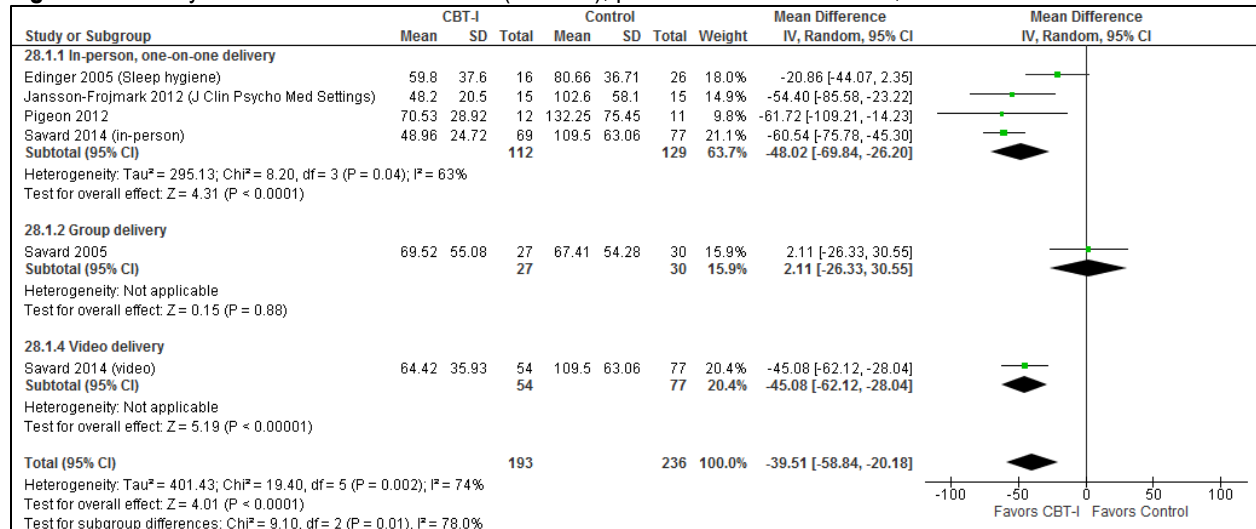 CBT-I Control Mean Difference Mean Difference
Study or Subgroup Mean SD Total Mean SD Total Weight IV, Random, 95% CI IV, Random, 95% CI
28.1.1 In-person, one-on-one delivery
Edinger 2005 (Sleep hygiene) 59.8 37.6 16 80.66 36.71 26 18.0% -20.86 [-44.07, 2.35]
Jansson-Frojmark 2012 (J Clin Psycho Med Settings) 48.2 20.5 15 102.6 58.1 15 14.9% -54.40 [-85.58, -23.22]
Pigeon 2012 70.53 28.92 12 132.25 75.45 11 9.8% -61.72 [-109.21, -14.23]
Savard 2014 (in-person) 48.96 24.72 69 109.5 63.06 77 21.1% -60.54 [-75.78, -45.30]
Subtotal (95% CI) 112 129 63.7% -48.02 [-69.84, -26.20]
Heterogeneity: Tau² = 295.13; Chi² = 8.20, df = 3 (P = 0.04); I² = 63%
Test for overall effect: Z = 4.31 (P < 0.0001)
28.1.2 Group delivery
Savard 2005 69.52 55.08 27 67.41 54.28 30 15.9% 2.11 [-26.33, 30.55]
Subtotal (95% CI) 27 30 15.9% 2.11 [-26.33, 30.55]
Heterogeneity: Not applicable
Test for overall effect: Z = 0.15 (P = 0.88)
28.1.4 Video delivery
Savard 2014 (video) 64.42 35.93 54 109.5 63.06 77 20.4% -45.08 [-62.12, -28.04]
Subtotal (95% CI) 54 77 20.4% -45.08 [-62.12, -28.04]
Heterogeneity: Not applicable
Test for overall effect: Z = 5.19 (P < 0.00001)
Total (95% CI) 193 236 100.0% -39.51 [-58.84, -20.18]
Heterogeneity: Tau² = 401.43; Chi² = 19.40, df = 5 (P = 0.002); I² = 74%
Test for overall effect: Z = 4.01 (P < 0.0001)
Test for subgroup differences: Chi² = 9.10, df = 2 (P = 0.01), I² = 78.0%
-100 -50 0 50 100
Favors CBT-I Favors Control